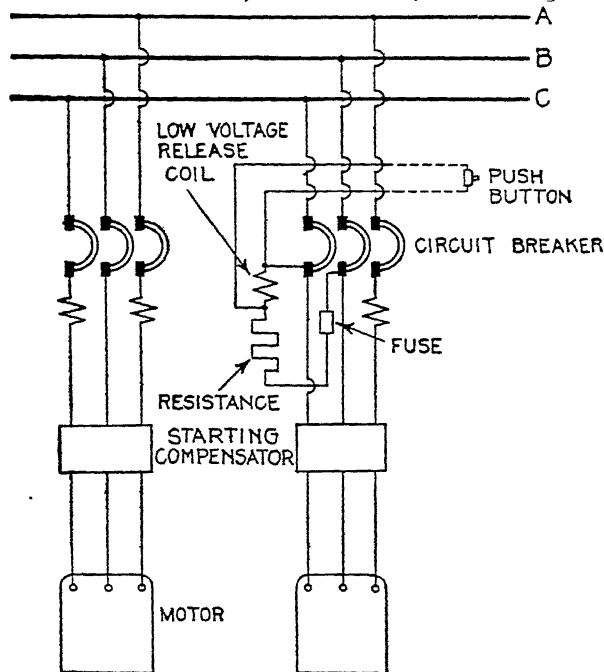 A
B
C
LOW VOLTAGE
RELEASE
COIL
PUSH
BUTTON
CIRCUIT BREAKER
FUSE
RESISTANCE
STARTING
COMPENSATOR
MOTOR